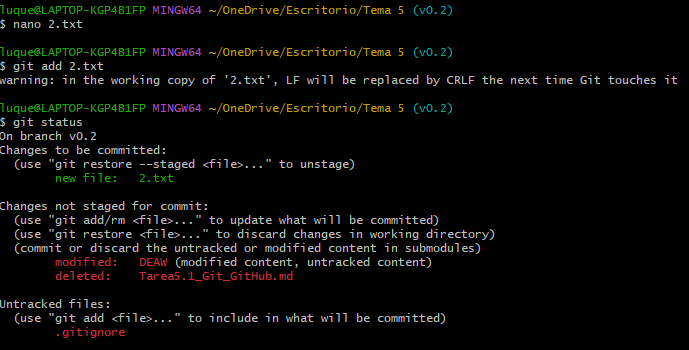 luque@LAPTOP-KGP4B1FP MINGW64 ~/OneDrive/Escritorio/Tema 5 (v0.2)
$ nano 2.txt

luque@LAPTOP-KGP4B1FP MINGW64 ~/OneDrive/Escritorio/Tema 5 (v0.2)
$ git add 2.txt
warning: in the working copy of '2.txt', LF will be replaced by CRLF the next time Git touches it

luque@LAPTOP-KGP4B1FP MINGW64 ~/OneDrive/Escritorio/Tema 5 (v0.2)
$ git status
On branch v0.2
Changes to be committed:
  (use "git restore --staged <file>..." to unstage)
        new file:   2.txt

Changes not staged for commit:
  (use "git add/rm <file>..." to update what will be committed)
  (use "git restore <file>..." to discard changes in working directory)
  (commit or discard the untracked or modified content in submodules)
        modified:   DEAW (modified content, untracked content)
        deleted:    Tarea5.1_Git_GitHub.md

Untracked files:
  (use "git add <file>..." to include in what will be committed)
        .gitignore